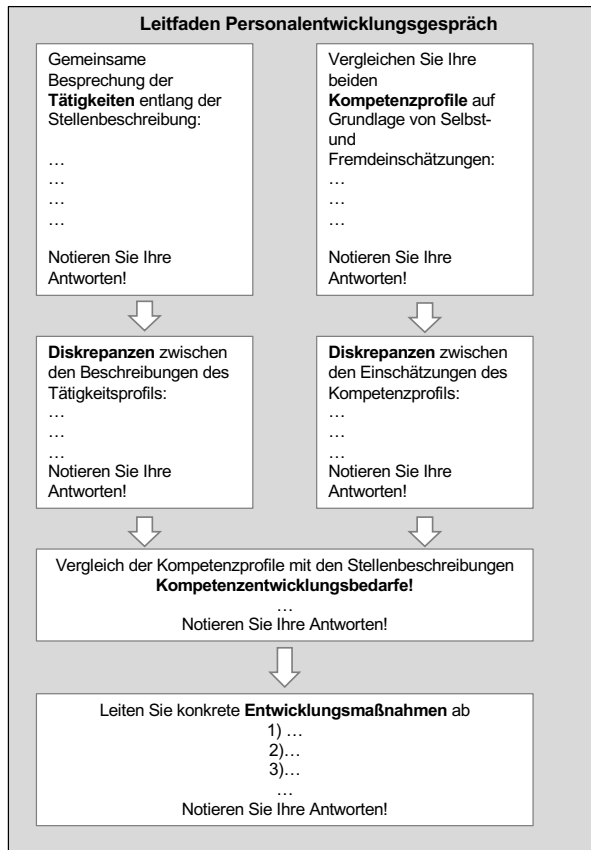 Leitfaden Personalentwicklungsgespräch
Gemeinsame
Besprechung der
Tätigkeiten entlang der
Stellenbeschreibung:
…
…
…
…
Notieren Sie Ihre
Antworten!
Vergleichen Sie Ihre
beiden
Kompetenzprofile auf
Grundlage von Selbst-
und
Fremdeinschätzungen:
…
…
…
Notieren Sie Ihre
Antworten!
Diskrepanzen zwischen
den Beschreibungen des
Tätigkeitsprofils:
…
…
…
Notieren Sie Ihre
Antworten!
Diskrepanzen zwischen
den Einschätzungen des
Kompetenzprofils:
…
…
…
Notieren Sie Ihre
Antworten!
Vergleich der Kompetenzprofile mit den Stellenbeschreibungen
Kompetenzentwicklungsbedarfe!
…
Notieren Sie Ihre Antworten!
Leiten Sie konkrete Entwicklungsmaßnahmen ab
1) …
2)…
3)…
…
Notieren Sie Ihre Antworten!